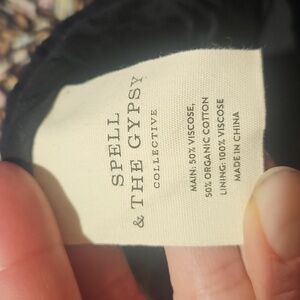 SPELL
& THE GYPSY
COLLECTIVE
MAIN: 50% VISCOSE,
50% ORGANIC COTTON
LINING: 100% VISCOSE
MADE IN CHINA